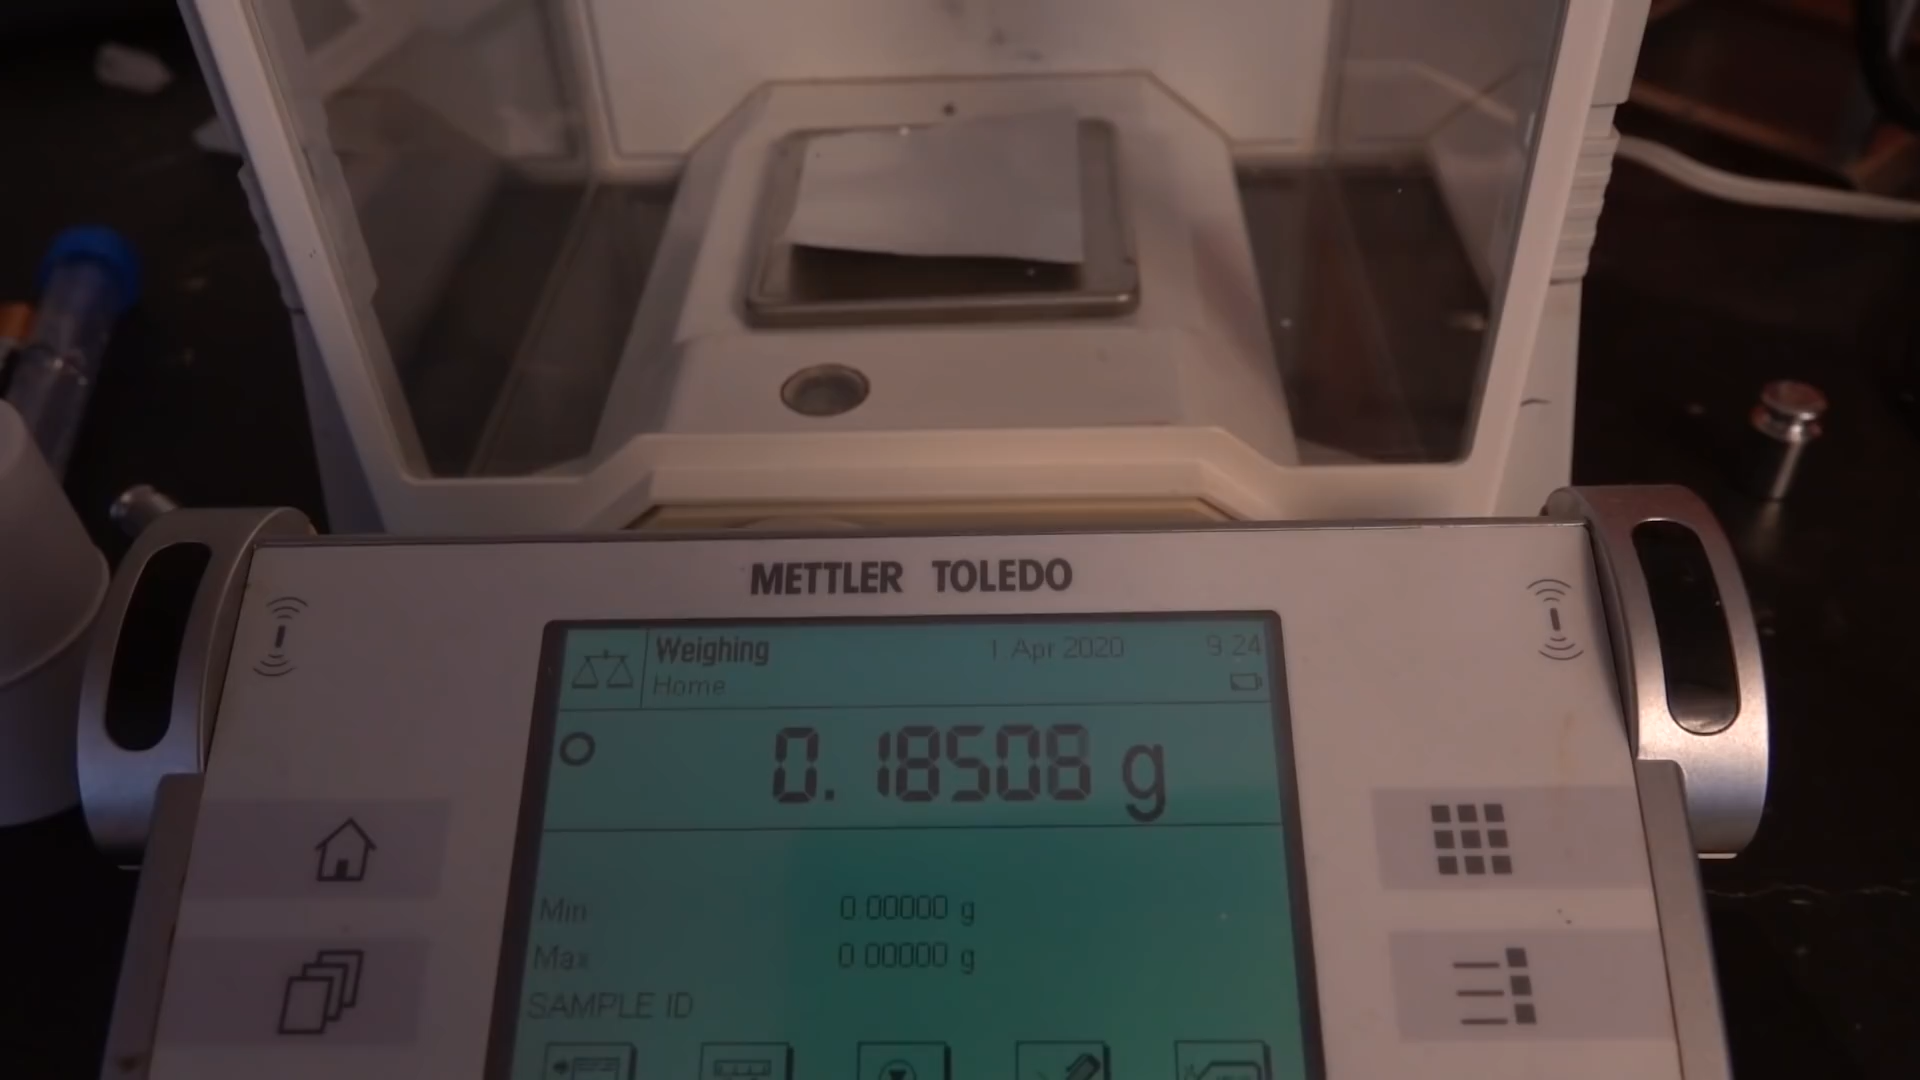 METTLER TOLEDO
Weighing 1 Apr 2020 9:24
Home
0.18508 g
Min 0.00000 g
Max 0.00000 g
SAMPLE ID